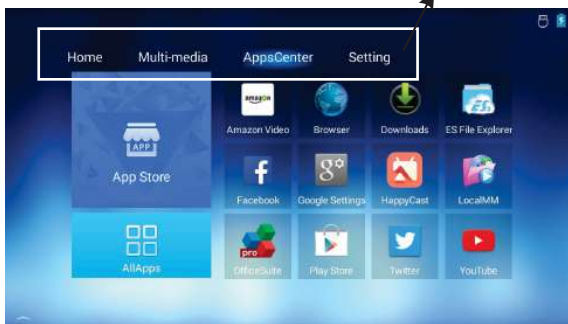 Home Multi-media AppsCenter Setting
amazon
Amazon Video Browser Downloads ES File Explorer
APP
App Store
Facebook Google Settings HappyCast LocalMM
AllApps
pro
OfficeSuite Play Store Twitter YouTube